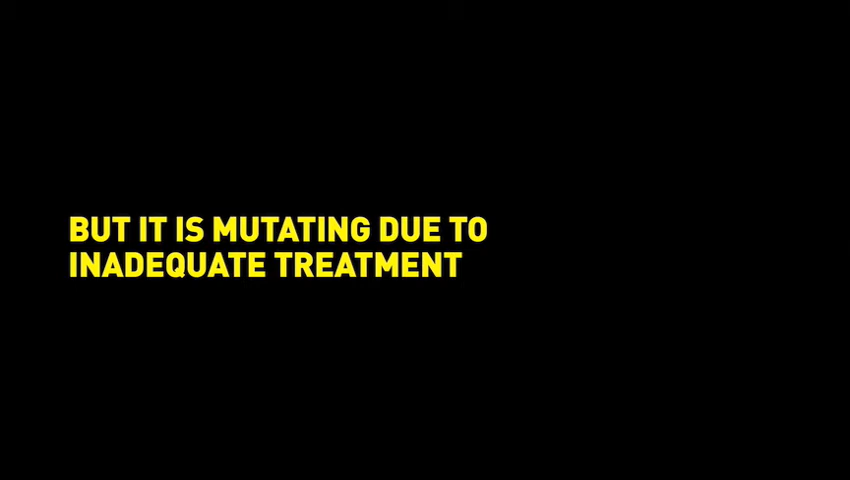 BUT IT IS MUTATING DUE TO
INADEQUATE TREATMENT